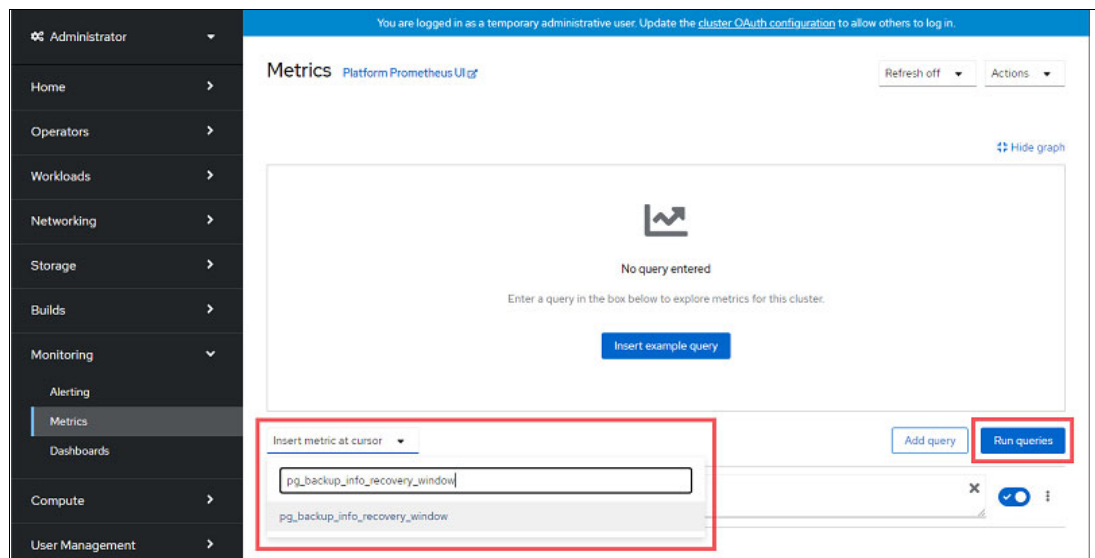 You are logged in as a temporary administrative user. Update the cluster OAuth configuration to allow others to log in.
Administrator
Home
Operators
Workloads
Networking
Storage
Builds
Monitoring
Alerting
Metrics
Dashboards
Compute
User Management
Metrics Platform Prometheus UI
Refresh off
Actions
Hide graph
No query entered
Enter a query in the box below to explore metrics for this cluster.
Insert example query
Insert metric at cursor
Add query
Run queries
pg_backup_info_recovery_window
pg_backup_info_recovery_window